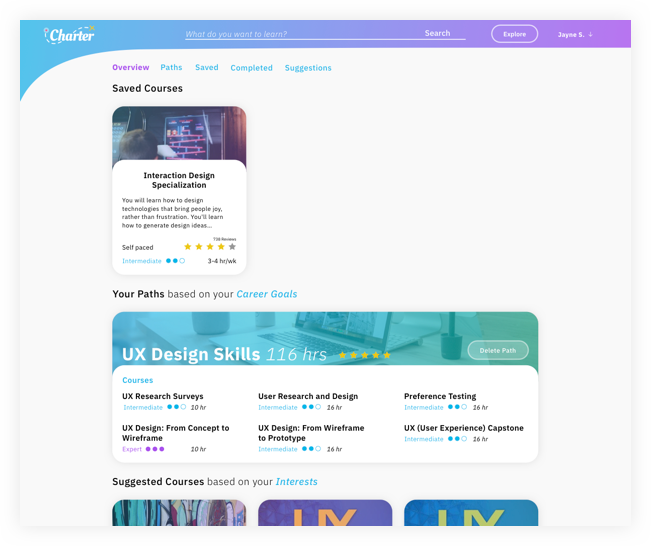 Charter
What do you want to learn?
Search
Explore
Jayne S. ↓
Overview Paths Saved Completed Suggestions
Saved Courses
Interaction Design
Specialization
You will learn how to design
technologies that bring people joy,
rather than frustration. You'll learn
how to generate design ideas...
738 Reviews
Self paced
Intermediate 3-4 hr/wk
Your Paths based on your Career Goals
UX Design Skills 116 hrs
Delete Path
Courses
UX Research Surveys
Intermediate 10 hr
User Research and Design
Intermediate 16 hr
Preference Testing
Intermediate 16 hr
UX Design: From Concept to
Wireframe
Expert 10 hr
UX Design: From Wireframe
to Prototype
Intermediate 16 hr
UX (User Experience) Capstone
Intermediate 16 hr
Suggested Courses based on your Interests
UX
UX